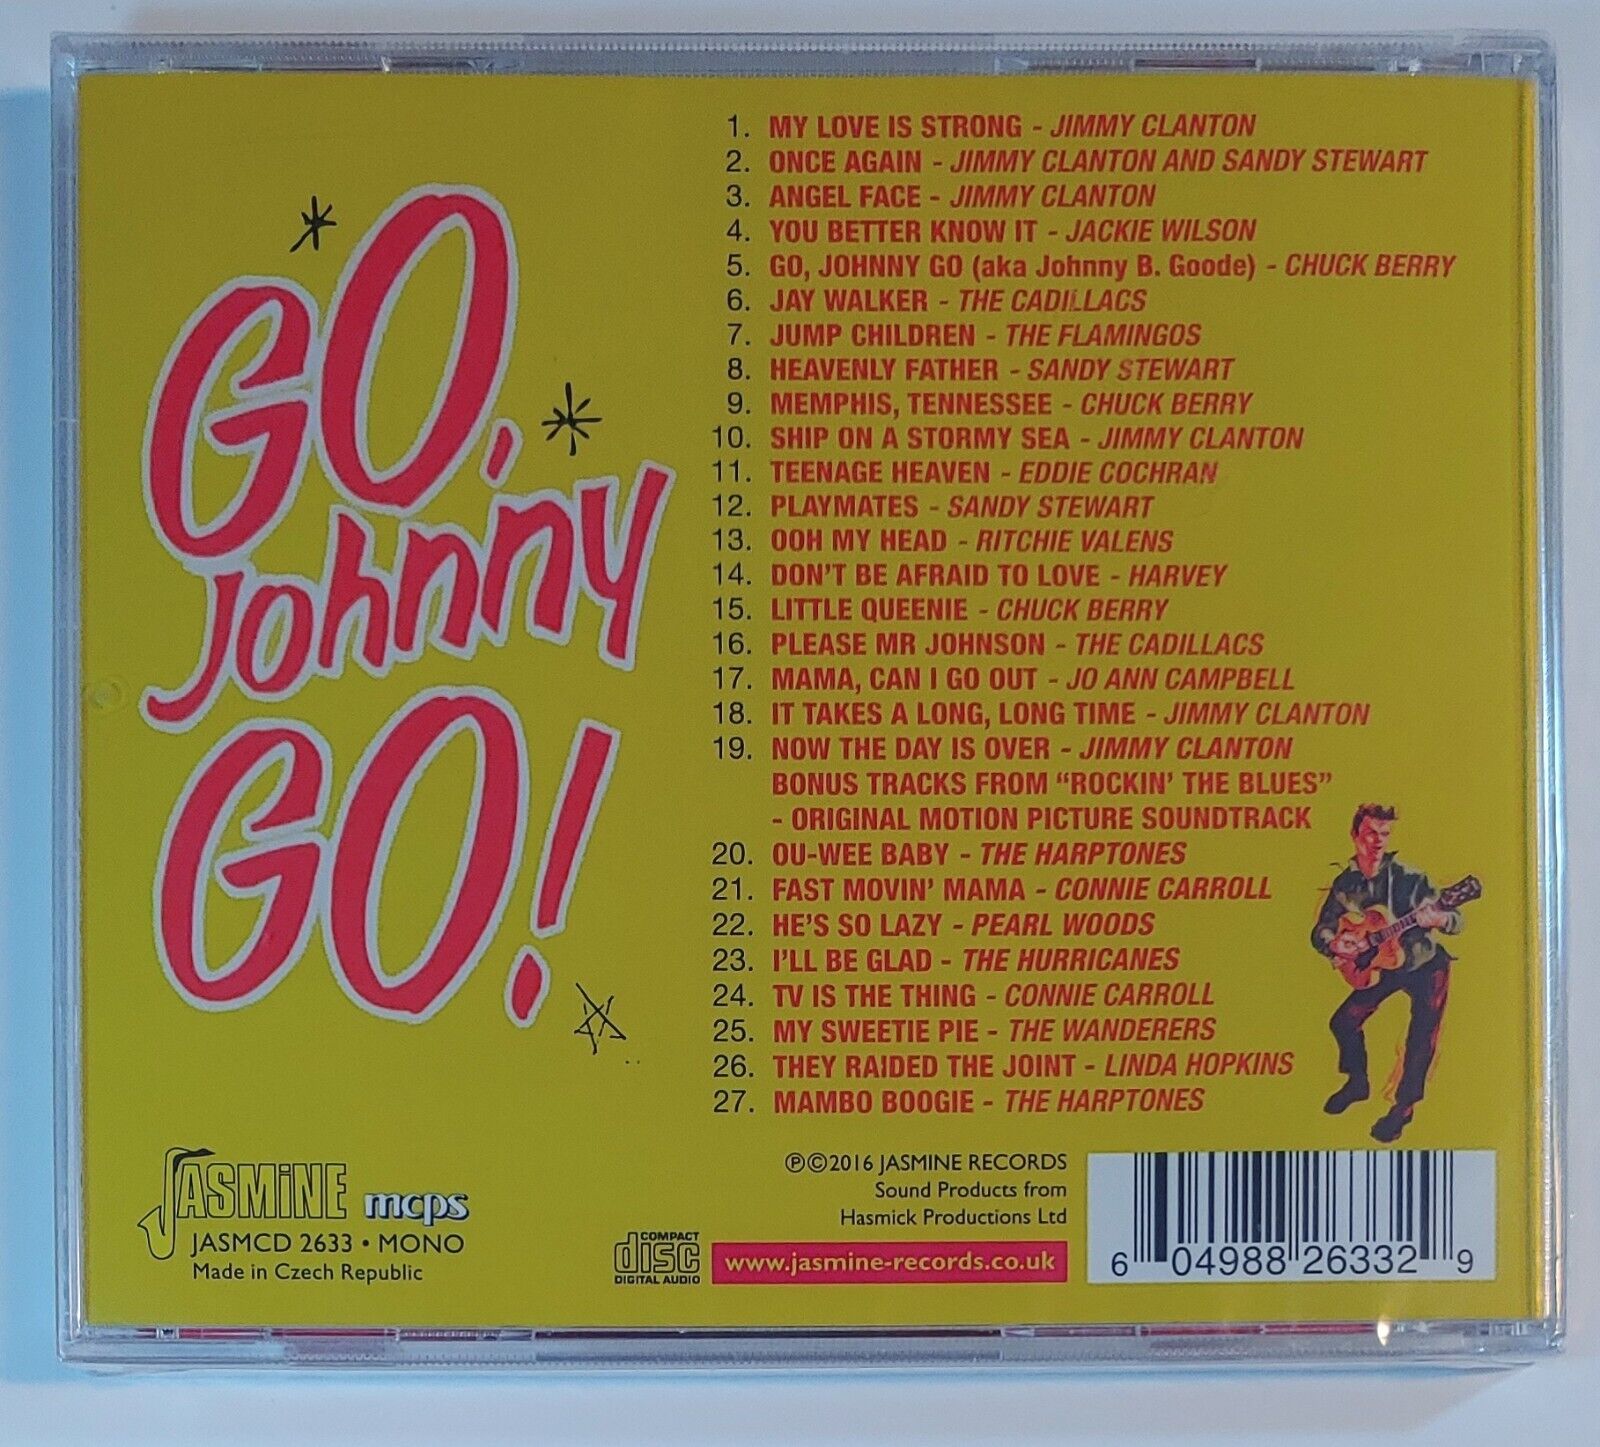 GO,
Johnny
GO!
1. MY LOVE IS STRONG - JIMMY CLANTON
2. ONCE AGAIN - JIMMY CLANTON AND SANDY STEWART
3. ANGEL FACE - JIMMY CLANTON
4. YOU BETTER KNOW IT - JACKIE WILSON
5. GO, JOHNNY GO (aka Johnny B. Goode) - CHUCK BERRY
6. JAY WALKER - THE CADILLACS
7. JUMP CHILDREN - THE FLAMINGOS
8. HEAVENLY FATHER - SANDY STEWART
9. MEMPHIS, TENNESSEE - CHUCK BERRY
10. SHIP ON A STORMY SEA - JIMMY CLANTON
11. TEENAGE HEAVEN - EDDIE COCHRAN
12. PLAYMATES - SANDY STEWART
13. OOH MY HEAD - RITCHIE VALENS
14. DON'T BE AFRAID TO LOVE - HARVEY
15. LITTLE QUEENIE - CHUCK BERRY
16. PLEASE MR JOHNSON - THE CADILLACS
17. MAMA, CAN I GO OUT - JO ANN CAMPBELL
18. IT TAKES A LONG, LONG TIME - JIMMY CLANTON
19. NOW THE DAY IS OVER - JIMMY CLANTON
BONUS TRACKS FROM “ROCKIN' THE BLUES”
- ORIGINAL MOTION PICTURE SOUNDTRACK
20. OU-WEE BABY - THE HARPTONES
21. FAST MOVIN' MAMA - CONNIE CARROLL
22. HE'S SO LAZY - PEARL WOODS
23. I'LL BE GLAD - THE HURRICANES
24. TV IS THE THING - CONNIE CARROLL
25. MY SWEETIE PIE - THE WANDERERS
26. THEY RAIDED THE JOINT - LINDA HOPKINS
27. MAMBO BOOGIE - THE HARPTONES
JASMiNE mcps
JASMCD 2633 • MONO
Made in Czech Republic
COMPACT
disc
DIGITAL AUDIO
℗©2016 JASMINE RECORDS
Sound Products from
Hasmick Productions Ltd
www.jasmine-records.co.uk
6 04988 26332 9